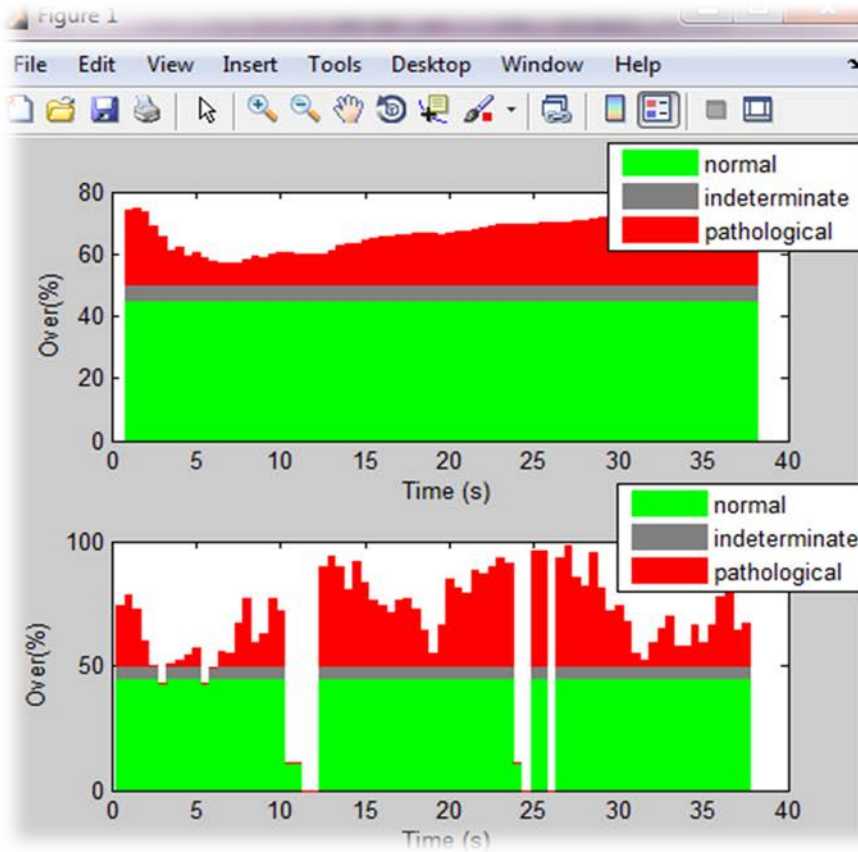 Figure 1
File Edit View Insert Tools Desktop Window Help
normal
indeterminate
pathological
80
60
40
20
0
Over(%)
0 5 10 15 20 25 30 35 40
Time (s)
normal
indeterminate
pathological
100
50
0
Over(%)
0 5 10 15 20 25 30 35 40
Time (s)